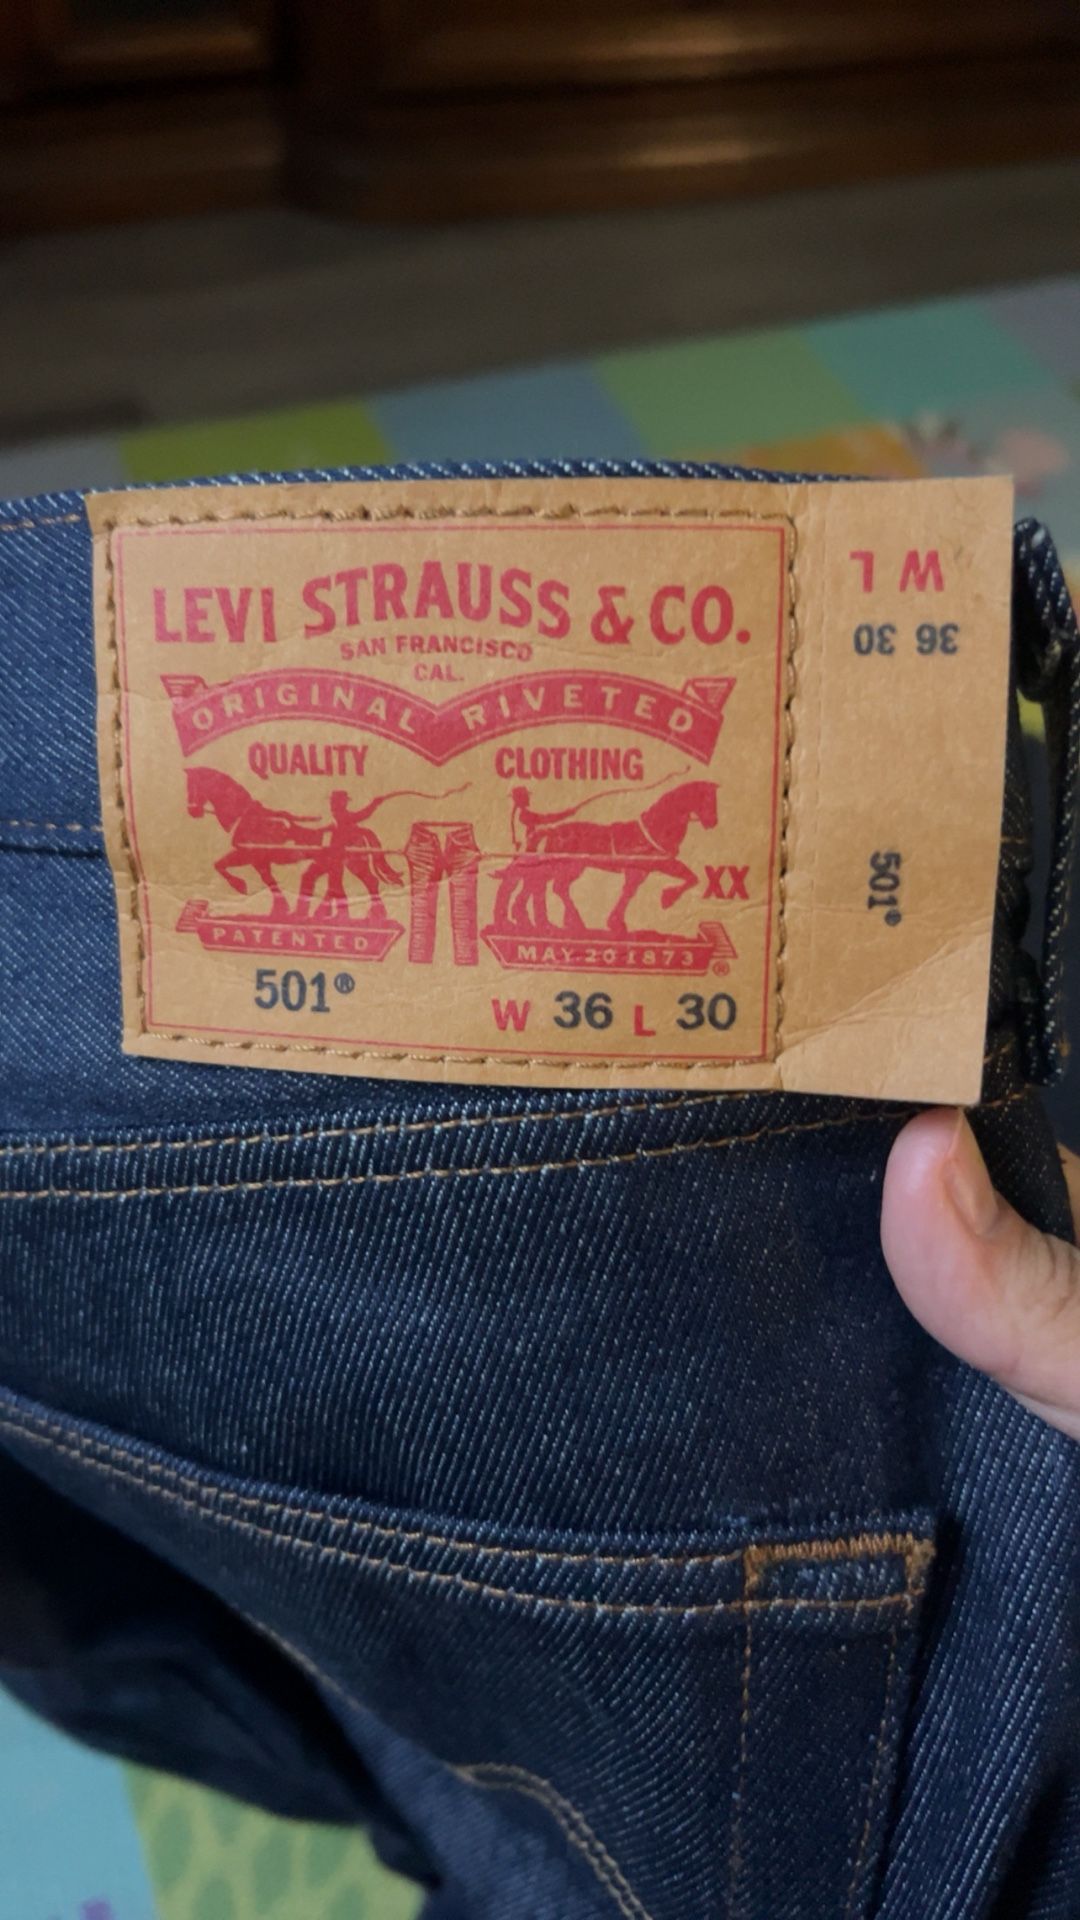 LEVI STRAUSS & CO.
SAN FRANCISCO
CAL.
ORIGINAL RIVETED
QUALITY CLOTHING
XX
PATENTED MAY 20 1873 ®
501® W 36 L 30
W L
36 30
501®